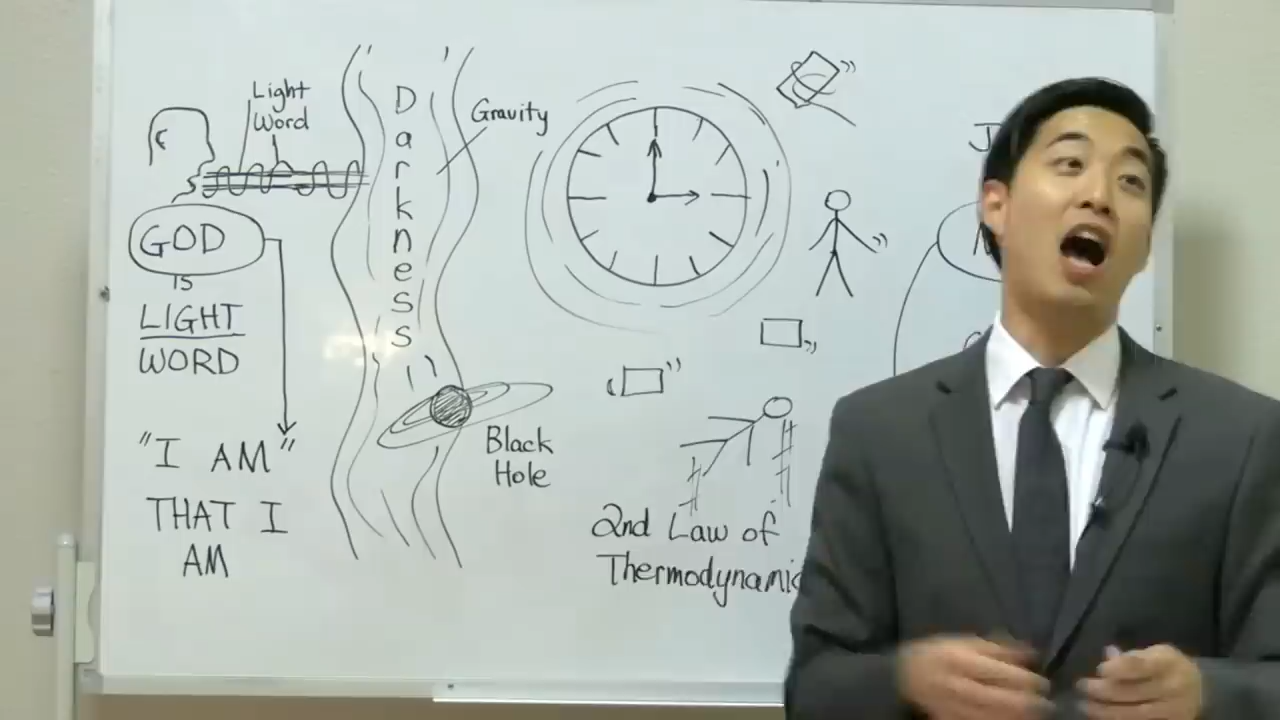 Light
Word
Darkness
Gravity
GOD
IS
LIGHT
WORD
"I AM"
THAT I
AM
Black
Hole
2nd Law of